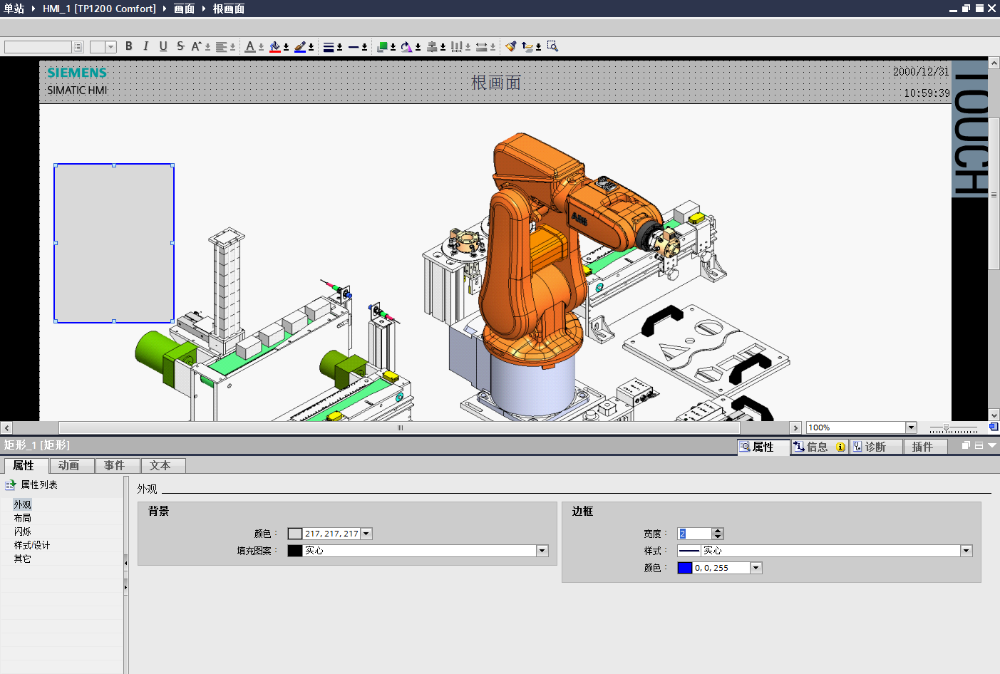 单站 HMI_1 [TP1200 Comfort] 画面 根画面
B I U S A A
SIEMENS
SIMATIC HMI
根画面
2000/12/31
10:59:39
TOUCH
ABB
100%
矩形_1 [矩形]
属性 信息 诊断 插件
属性 动画 事件 文本
属性列表
外观
布局
闪烁
样式/设计
其它
外观
背景
颜色: 217, 217, 217
填充图案: 实心
边框
宽度: 2
样式: 实心
颜色: 0, 0, 255